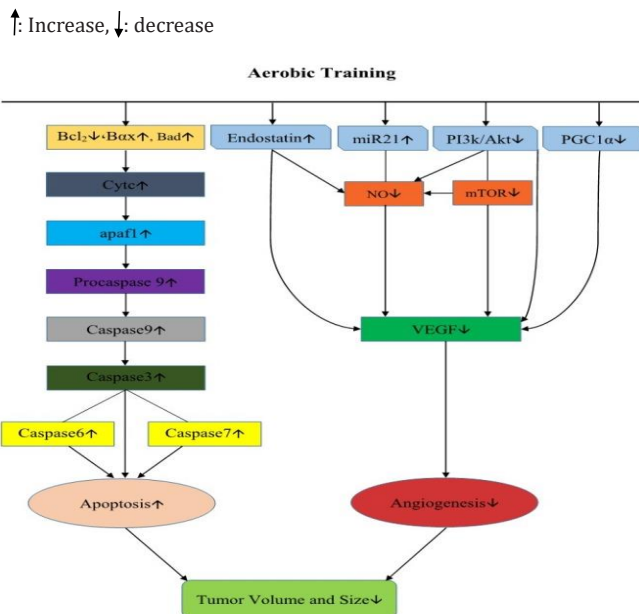 ↑: Increase, ↓: decrease
Aerobic Training
Bcl₂↓,Bαx↑, Bad↑
Endostatin↑
miR21↑
PI3k/Akt↓
PGC1α↓
Cytc↑
NO↓
mTOR↓
apaf1↑
Procaspase 9↑
Caspase9↑
VEGF↓
Caspase3↑
Caspase6↑
Caspase7↑
Apoptosis↑
Angiogenesis↓
Tumor Volume and Size↓